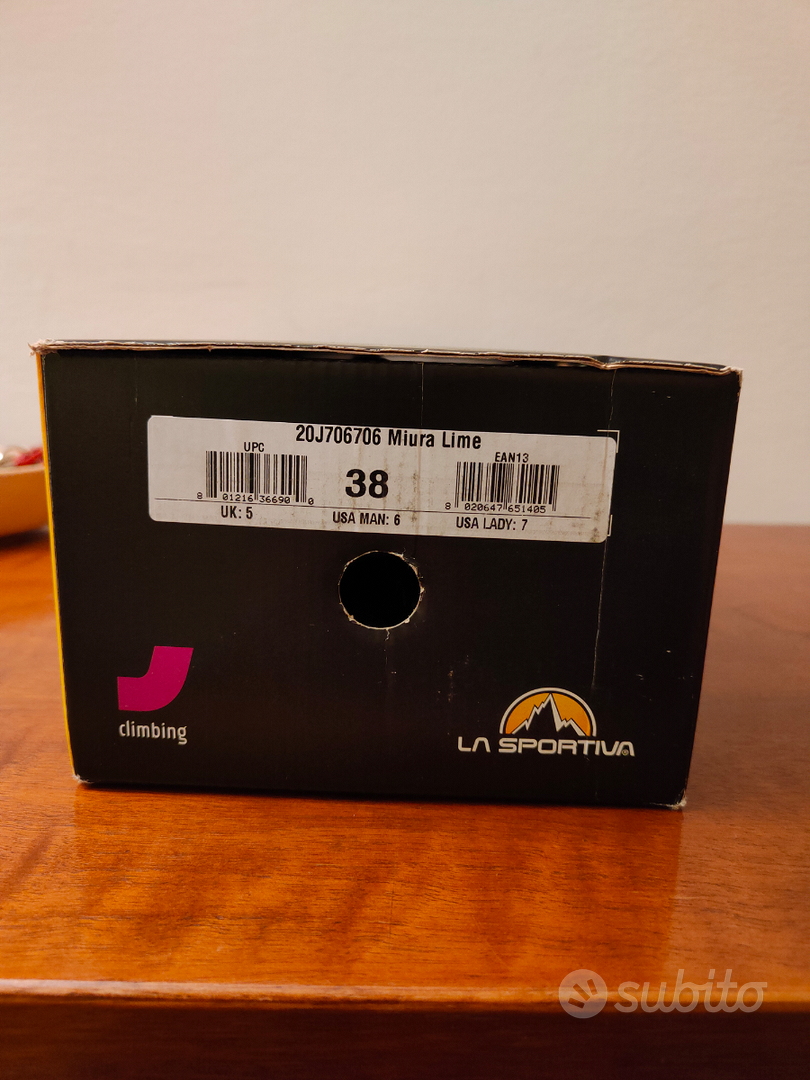 20J706706 Miura Lime
UPC
EAN13
38
8 01216 36690 0
8 020647 651405
UK: 5
USA MAN: 6
USA LADY: 7
climbing
LA SPORTIVA®
subito